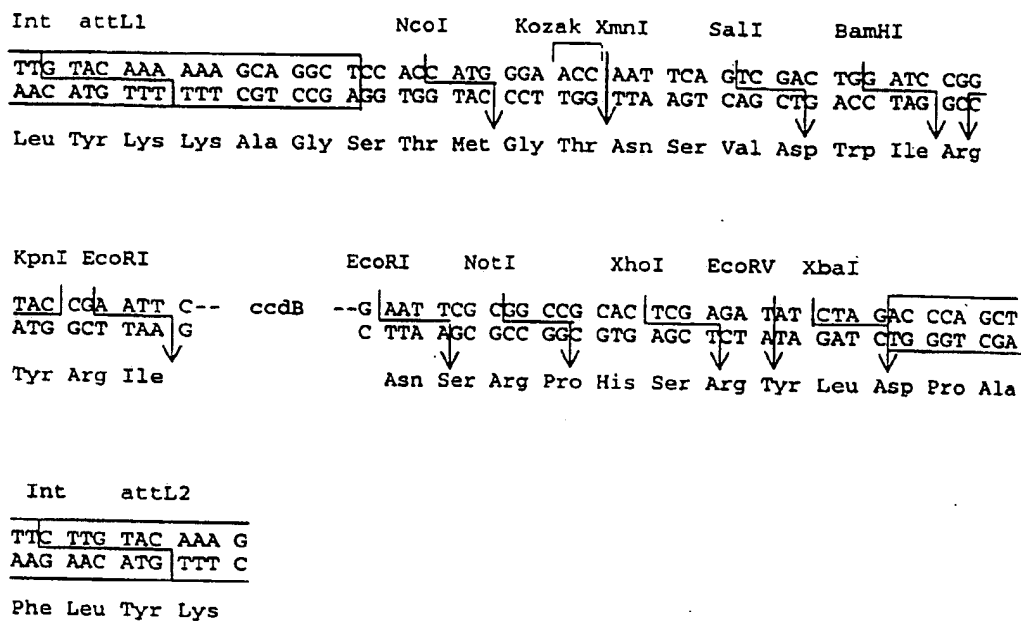 Int attL1 NcoI Kozak XmnI SalI BamHI
TTG TAC AAA AAA GCA GGC TCC ACC ATG GGA ACC AAT TCA GTC GAC TGG ATC CGG
AAC ATG TTT TTT CGT CCG AGG TGG TAC CCT TGG TTA AGT CAG CTG ACC TAG GCC
Leu Tyr Lys Lys Ala Gly Ser Thr Met Gly Thr Asn Ser Val Asp Trp Ile Arg
KpnI EcoRI EcoRI NotI XhoI EcoRV XbaI
TAC CGA ATT C-- ccdB --G AAT TCG CGG CCG CAC TCG AGA TAT CTA GAC CCA GCT
ATG GCT TAA G C TTA AGC GCC GGC GTG AGC TCT ATA GAT CTG GGT CGA
Tyr Arg Ile Asn Ser Arg Pro His Ser Arg Tyr Leu Asp Pro Ala
Int attL2
TTC TTG TAC AAA G
AAG AAC ATG TTT C
Phe Leu Tyr Lys